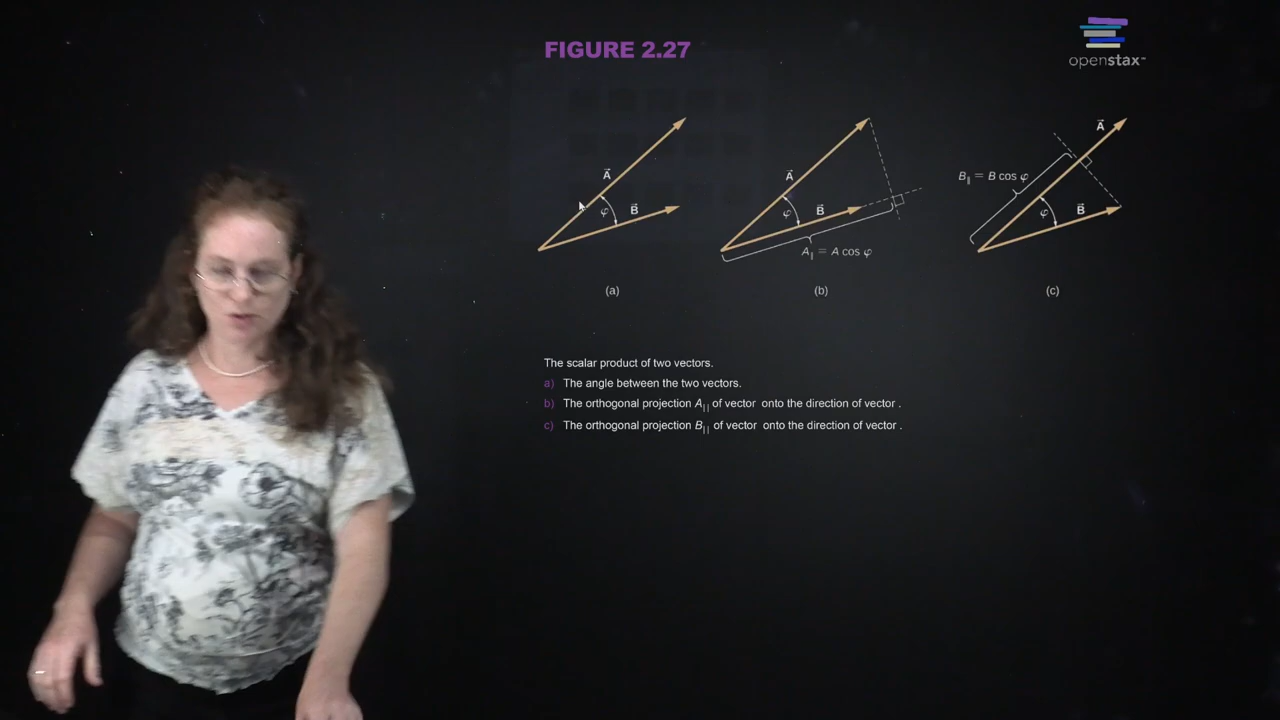 FIGURE 2.27
openstax™
A⃗
φ
B⃗
(a)
A⃗
φ
B⃗
A∥ = A cos φ
(b)
A⃗
B∥ = B cos φ
φ
B⃗
(c)
The scalar product of two vectors.
a) The angle between the two vectors.
b) The orthogonal projection A∥ of vector onto the direction of vector .
c) The orthogonal projection B∥ of vector onto the direction of vector .